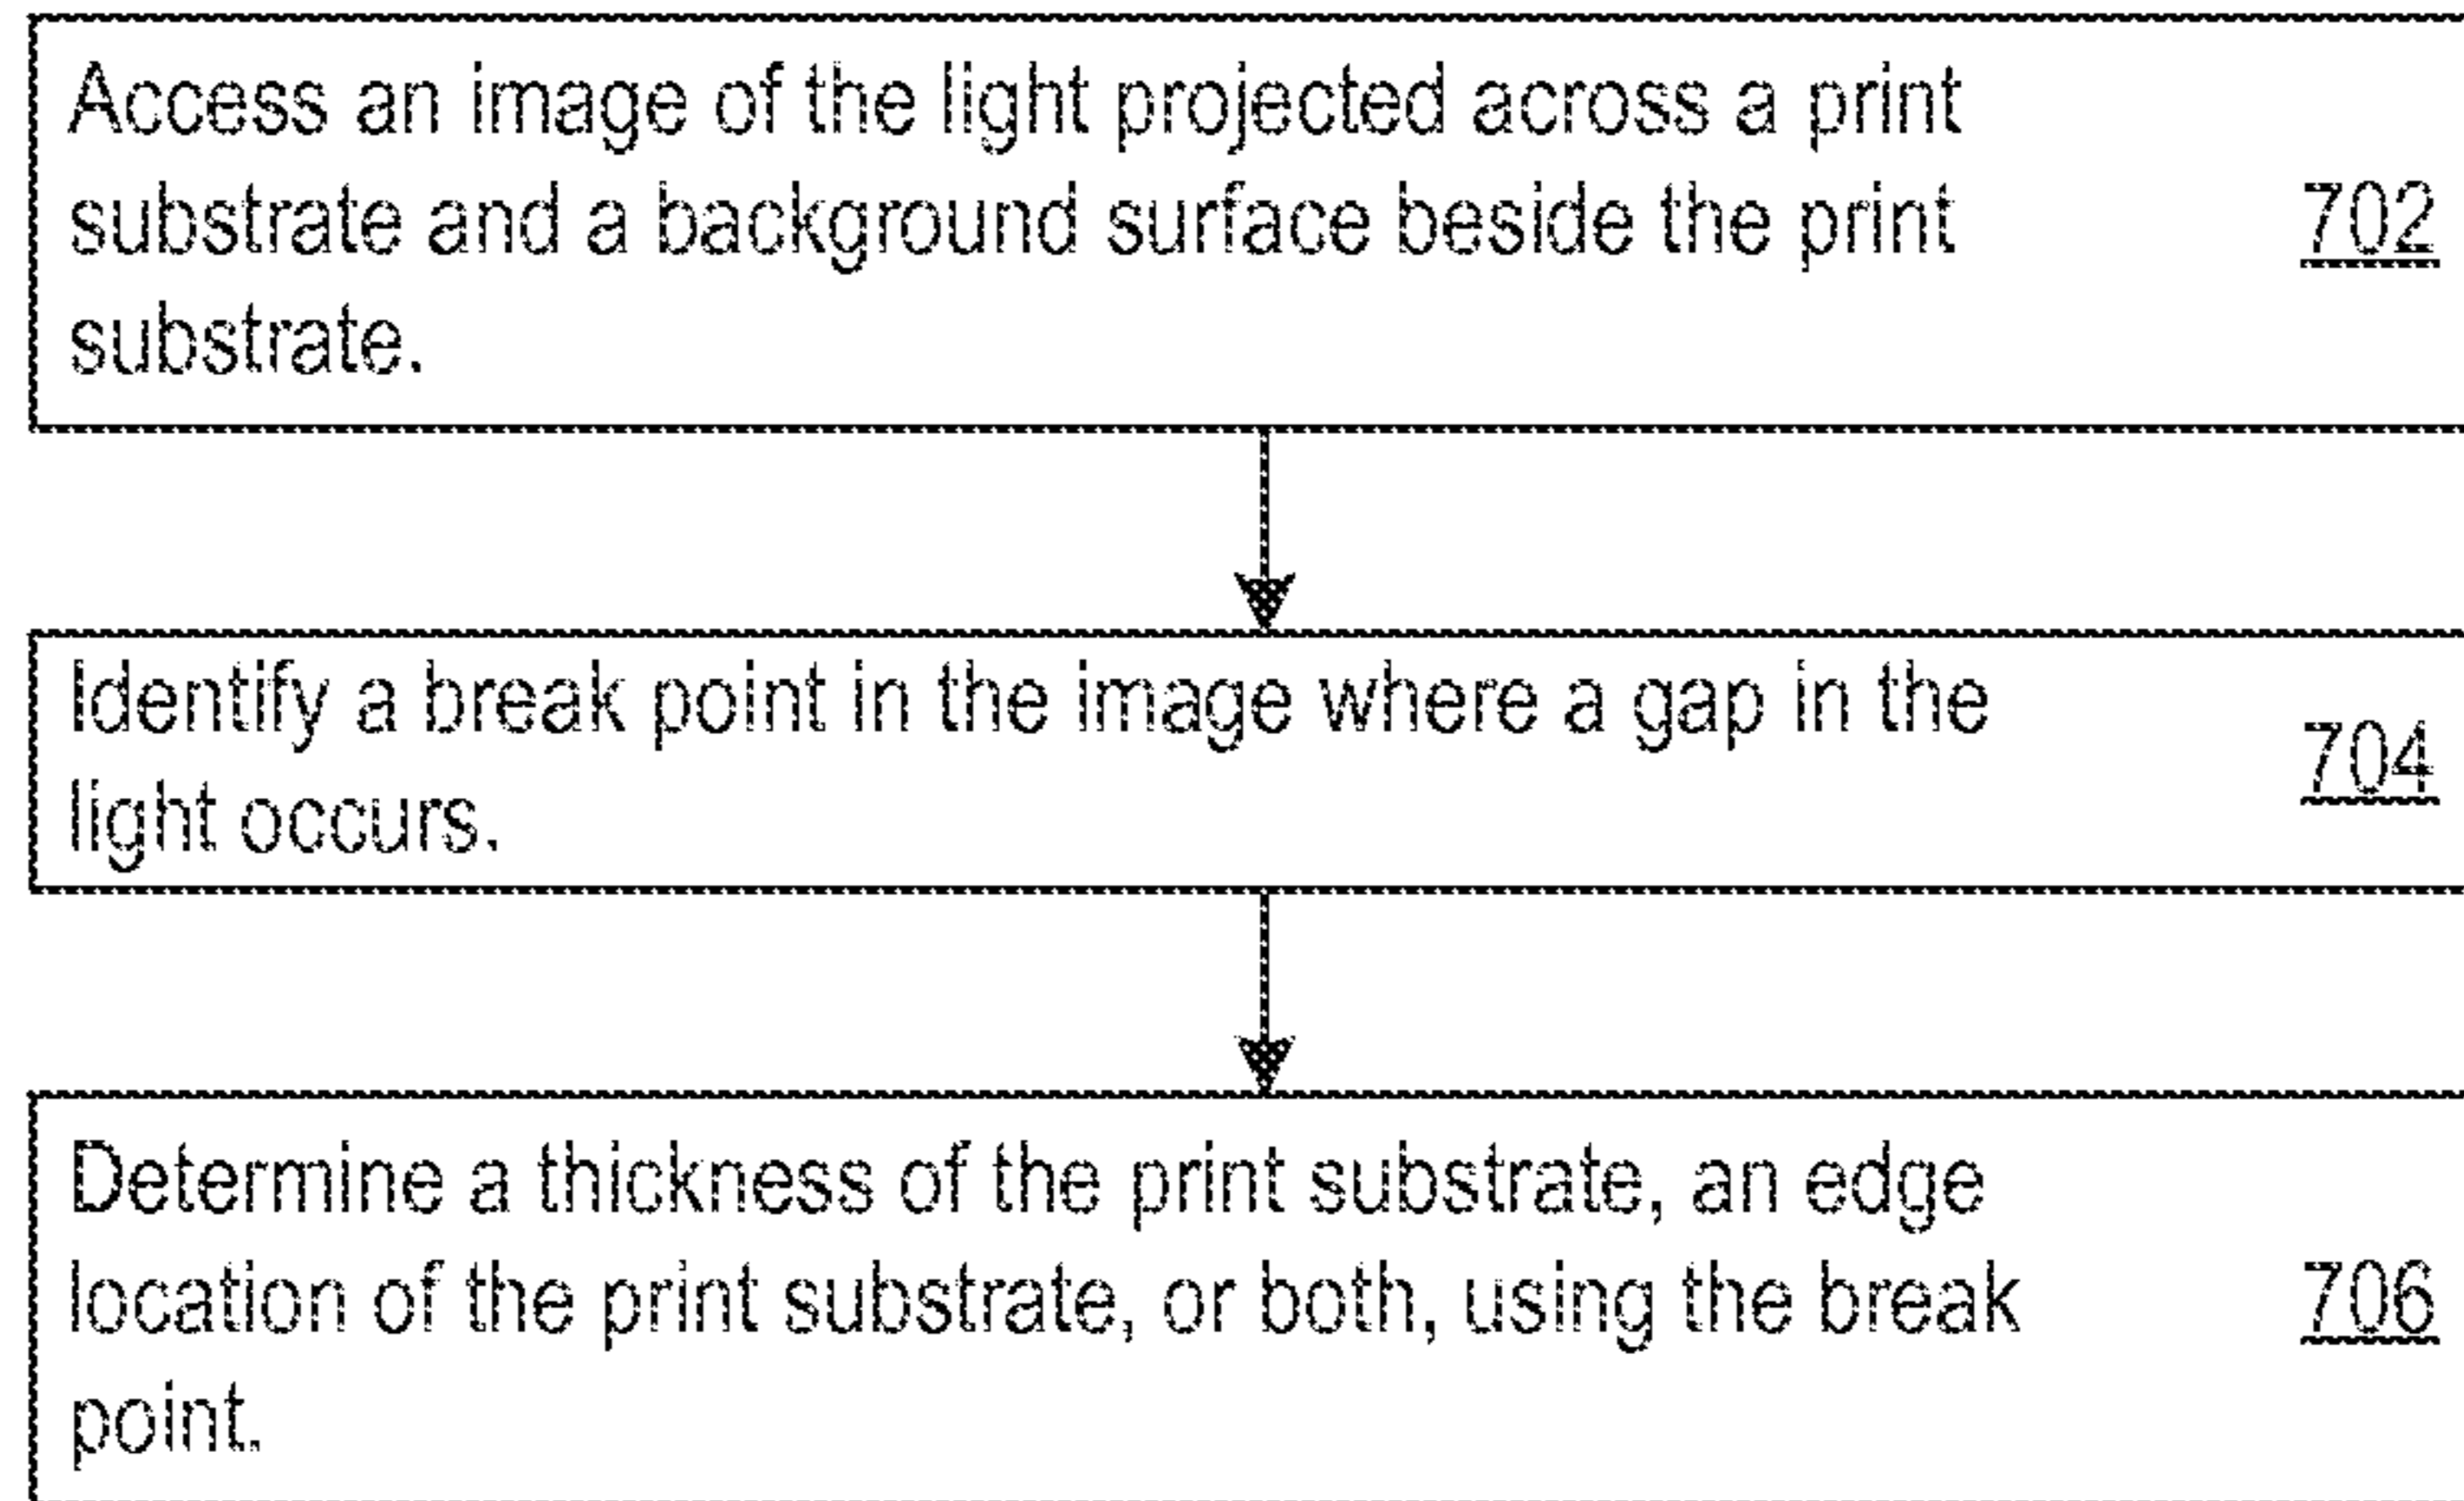 Access an image of the light projected across a print
substrate and a background surface beside the print 702
substrate.
Identify a break point in the image where a gap in the
light occurs. 704
Determine a thickness of the print substrate, an edge
location of the print substrate, or both, using the break 706
point.